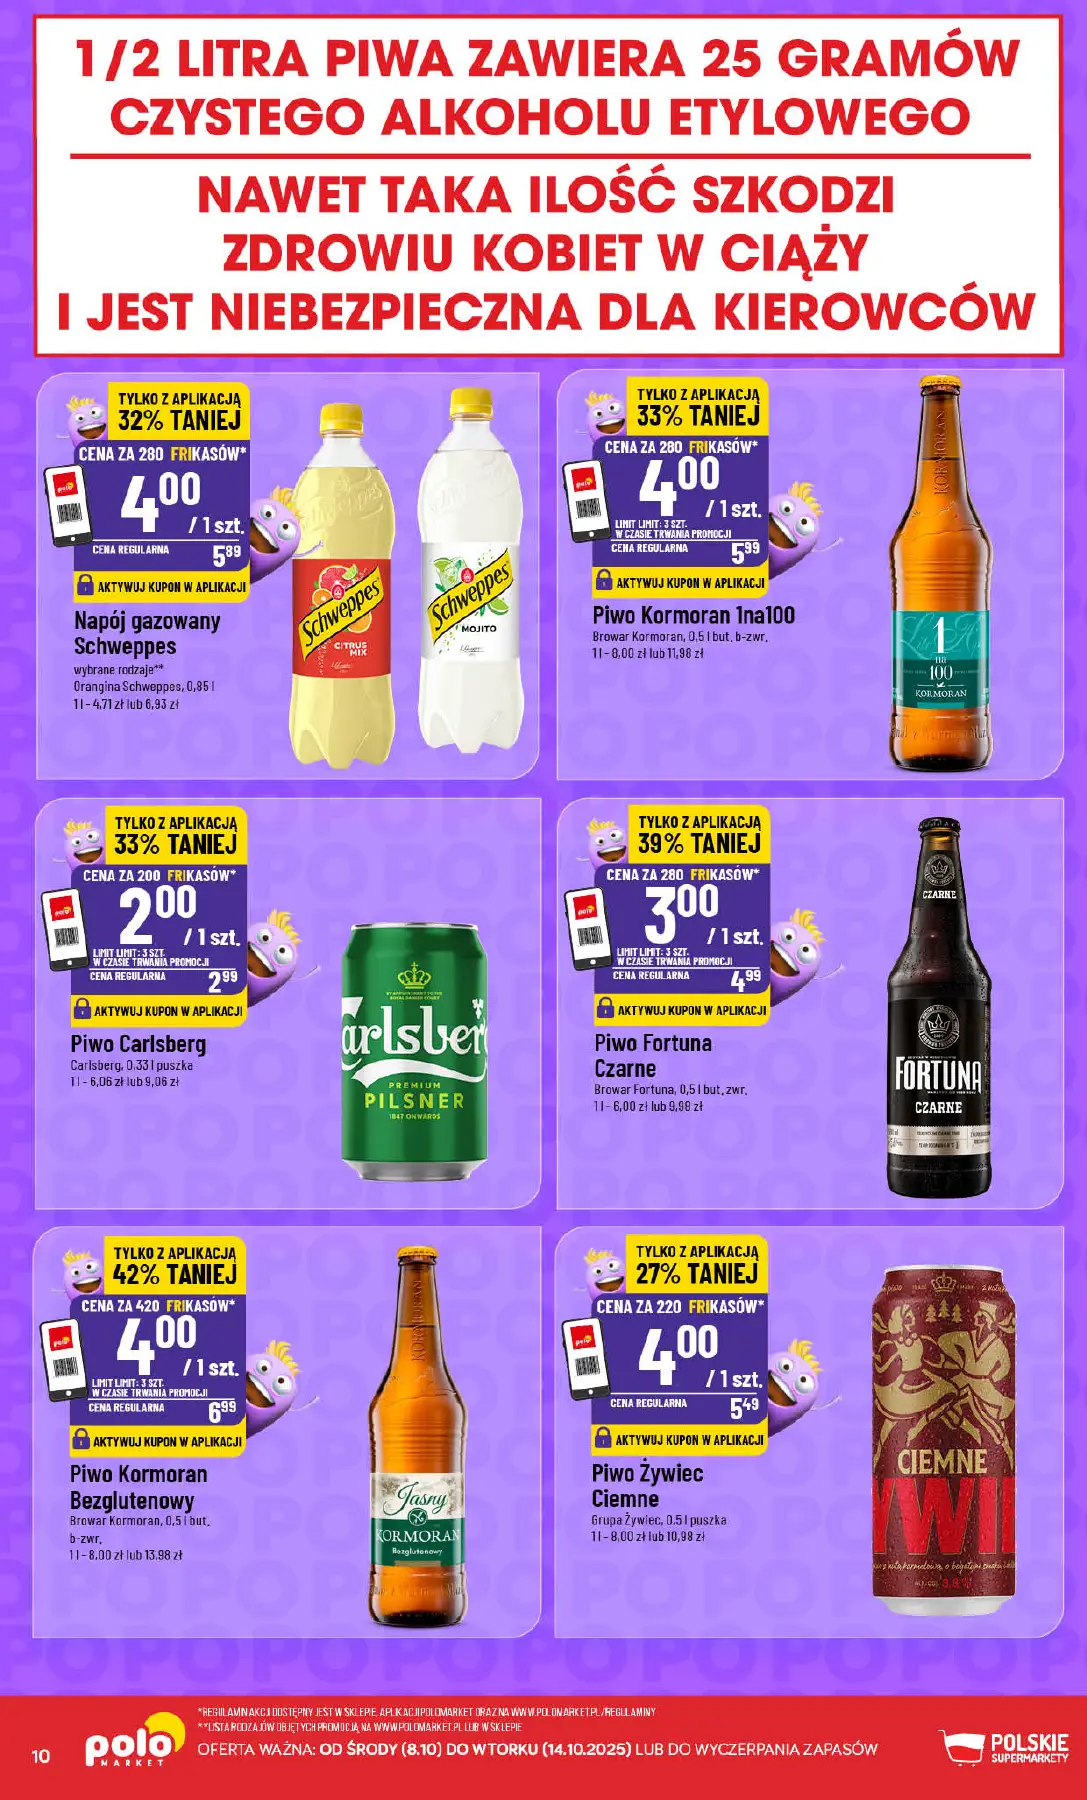 1/2 LITRA PIWA ZAWIERA 25 GRAMÓW
CZYSTEGO ALKOHOLU ETYLOWEGO
NAWET TAKA ILOŚĆ SZKODZI
ZDROWIU KOBIET W CIĄŻY
I JEST NIEBEZPIECZNA DLA KIEROWCÓW
TYLKO Z APLIKACJĄ
32% TANIEJ
CENA ZA 280 FRIKASÓW*
polo
4.00
/ 1 szt.
CENA REGULARNA
589
AKTYWUJ KUPON W APLIKACJI
Napój gazowany
Schweppes
wybrane rodzaje**
Orangina Schweppes, 0,85 l
1 l - 4,71 zł lub 6,93 zł
Schweppes
CITRUS
MIX
Schweppes
MOJITO
TYLKO Z APLIKACJĄ
33% TANIEJ
CENA ZA 280 FRIKASÓW*
polo
4.00
/ 1 szt.
LIMIT LIMIT: 3 SZT.
W CZASIE TRWANIA PROMOCJI
CENA REGULARNA
599
AKTYWUJ KUPON W APLIKACJI
Piwo Kormoran 1na100
Browar Kormoran, 0,5 l but. b-zwr.
1 l - 8,00 zł lub 11,98 zł
KORMORAN
1
na
100
KORMORAN
TYLKO Z APLIKACJĄ
33% TANIEJ
CENA ZA 200 FRIKASÓW*
polo
2.00
/ 1 szt.
LIMIT LIMIT: 3 SZT.
W CZASIE TRWANIA PROMOCJI
CENA REGULARNA
299
AKTYWUJ KUPON W APLIKACJI
Piwo Carlsberg
Carlsberg, 0,33 l puszka
1 l - 6,06 zł lub 9,06 zł
arlsber
PREMIUM
PILSNER
1847 ONWARDS
TYLKO Z APLIKACJĄ
39% TANIEJ
CENA ZA 280 FRIKASÓW*
polo
3.00
/ 1 szt.
LIMIT LIMIT: 3 SZT.
W CZASIE TRWANIA PROMOCJI
CENA REGULARNA
4,99
AKTYWUJ KUPON W APLIKACJI
Piwo Fortuna
Czarne
Browar Fortuna, 0,5 l but. zwr.
1 l - 6,00 zł lub 9,98 zł
CZARNE
FORTUNA
CZARNE
TYLKO Z APLIKACJĄ
42% TANIEJ
CENA ZA 420 FRIKASÓW*
polo
4.00
/ 1 szt.
LIMIT LIMIT: 3 SZT.
W CZASIE TRWANIA PROMOCJI
CENA REGULARNA
699
AKTYWUJ KUPON W APLIKACJI
Piwo Kormoran
Bezglutenowy
Browar Kormoran, 0,5 l but.
b-zwr.
1 l - 8,00 zł lub 13,98 zł
KORMORAN
Jasny
KORMORAN
Bezglutenowy
TYLKO Z APLIKACJĄ
27% TANIEJ
CENA ZA 220 FRIKASÓW*
polo
4.00
/ 1 szt.
CENA REGULARNA
549
AKTYWUJ KUPON W APLIKACJI
Piwo Żywiec
Ciemne
Grupa Żywiec, 0,5 l puszka
1 l - 8,00 zł lub 10,98 zł
CIEMNE
YWI
*REGULAMIN AKCJI DOSTĘPNY JEST W SKLEPIE, APLIKACJI POLOMARKET ORAZ NA WWW.POLOMARKET.PL/REGULAMINY
**LISTA RODZAJÓW OBJĘTYCH PROMOCJĄ NA WWW.POLOMARKET.PL LUB W SKLEPIE
OFERTA WAŻNA: OD ŚRODY (8.10) DO WTORKU (14.10.2025) LUB DO WYCZERPANIA ZAPASÓW
10
polo
MARKET
POLSKIE
SUPERMARKETY